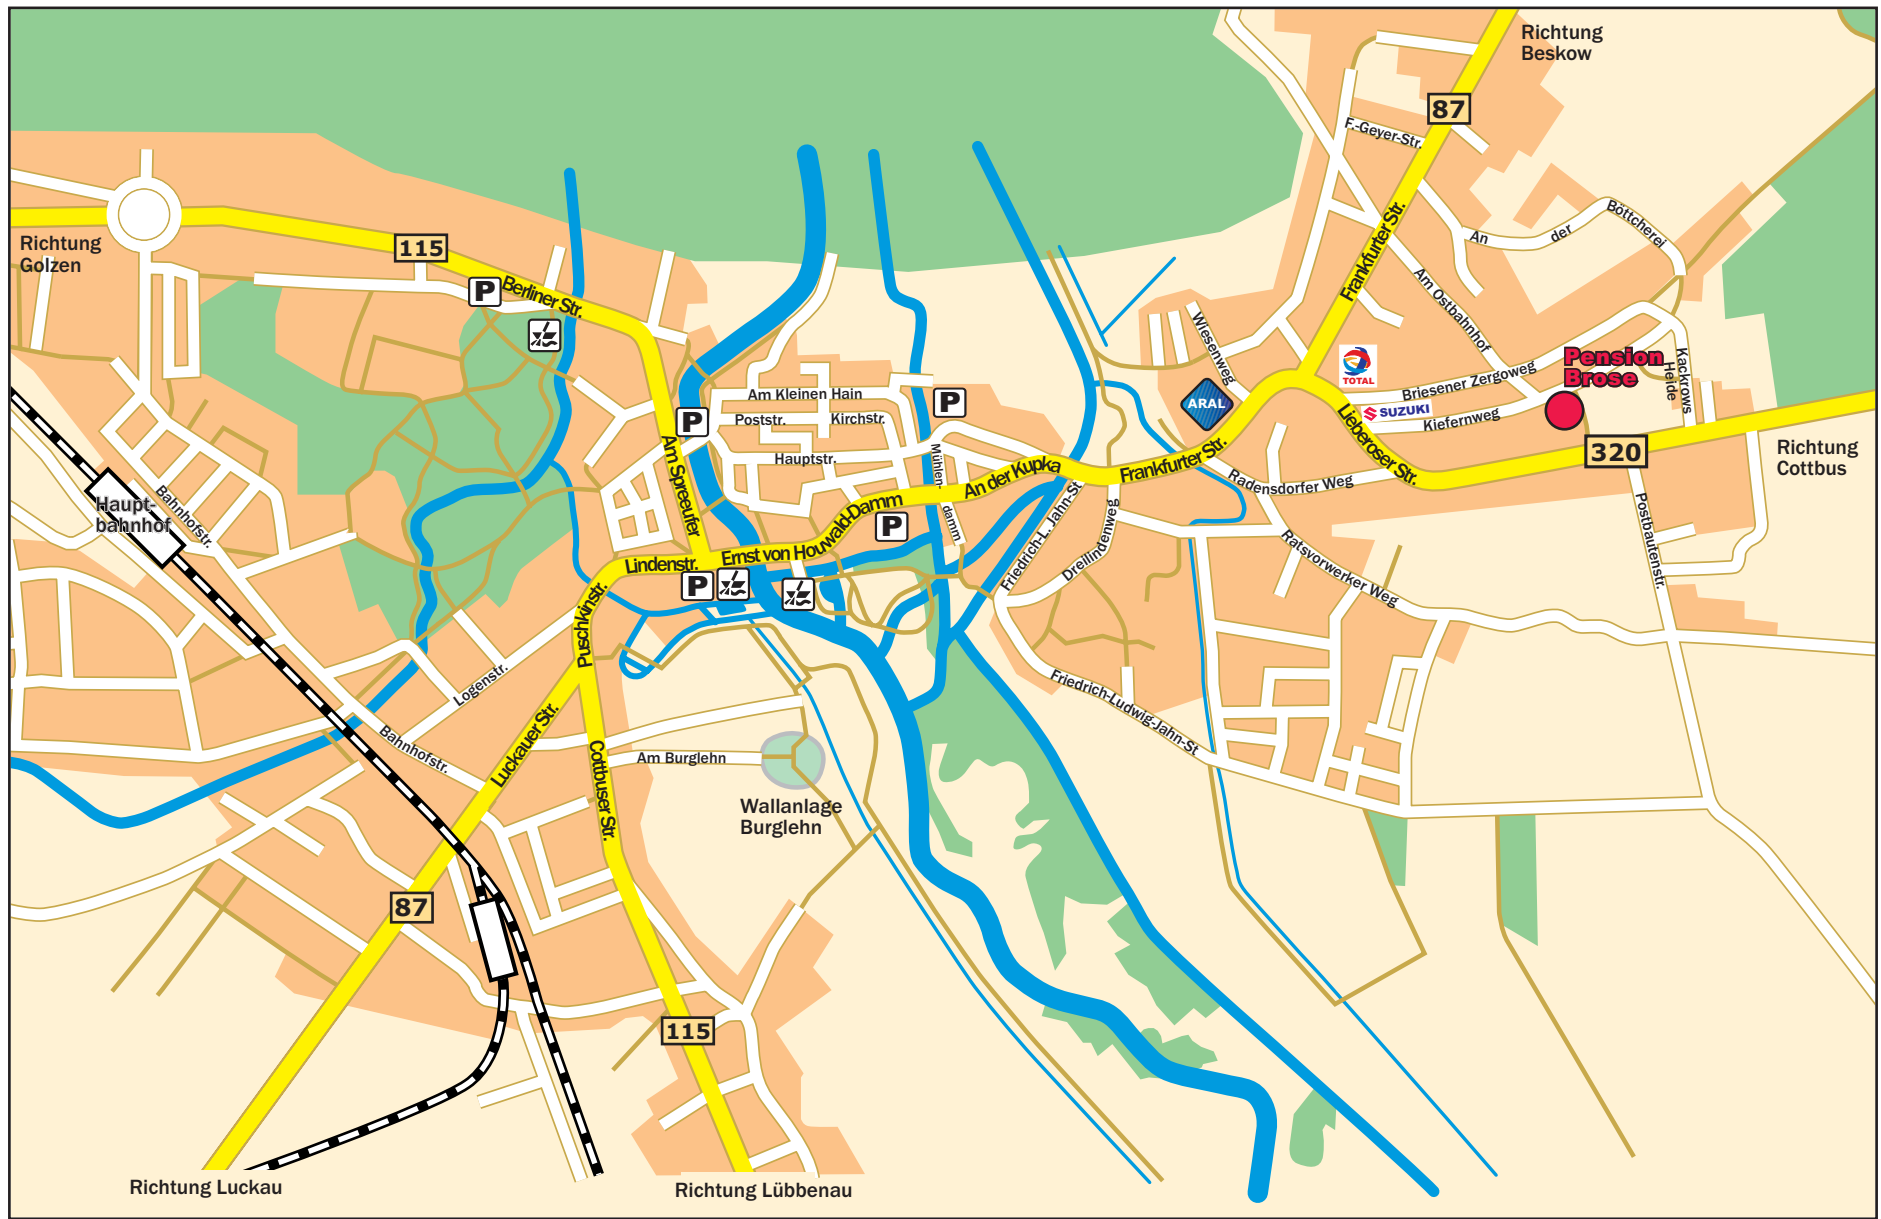 Richtung
Beskow
87
F.-Geyer-Str.
Böttcherei
der
An
Frankfurter Str.
Am Ostbahnhof
Richtung
Golzen
115
P
Berliner Str.
Wiesenweg
TOTAL
Pension
Brose
Kackrows
Heide
Briesener Zergoweg
SUZUKI
Kiefernweg
ARAL
Lieberoser Str.
320
Richtung
Cottbus
Am Kleinen Hain
P
P
Poststr.
Kirchstr.
Hauptstr.
Mühlen-
damm
An der Kupka
Frankfurter Str.
Radensdorfer Weg
Am Spreeufer
Haupt-
bahnhof
Bahnhofstr.
P
Ernst von Houwald-Damm
Lindenstr.
P
Friedrich-L. Jahn-St
Dreilindenweg
Ratsvorwerker Weg
Postbautenstr.
Puschkinstr.
Logenstr.
Friedrich-Ludwig-Jahn-St
Bahnhofstr.
Luckauer Str.
Cottbuser Str.
Am Burglehn
Wallanlage
Burglehn
87
115
Richtung Luckau
Richtung Lübbenau